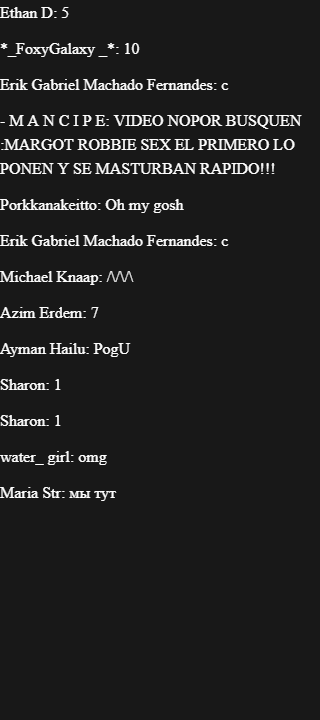 Ethan D: 5
*_FoxyGalaxy _*: 10
Erik Gabriel Machado Fernandes: c
- M A N C I P E: VIDEO NOPOR BUSQUEN
:MARGOT ROBBIE SEX EL PRIMERO LO
PONEN Y SE MASTURBAN RAPIDO!!!
Porkkanakeitto: Oh my gosh
Erik Gabriel Machado Fernandes: c
Michael Knaap: /\/\/\
Azim Erdem: 7
Ayman Hailu: PogU
Sharon: 1
Sharon: 1
water_ girl: omg
Maria Str: мы тут